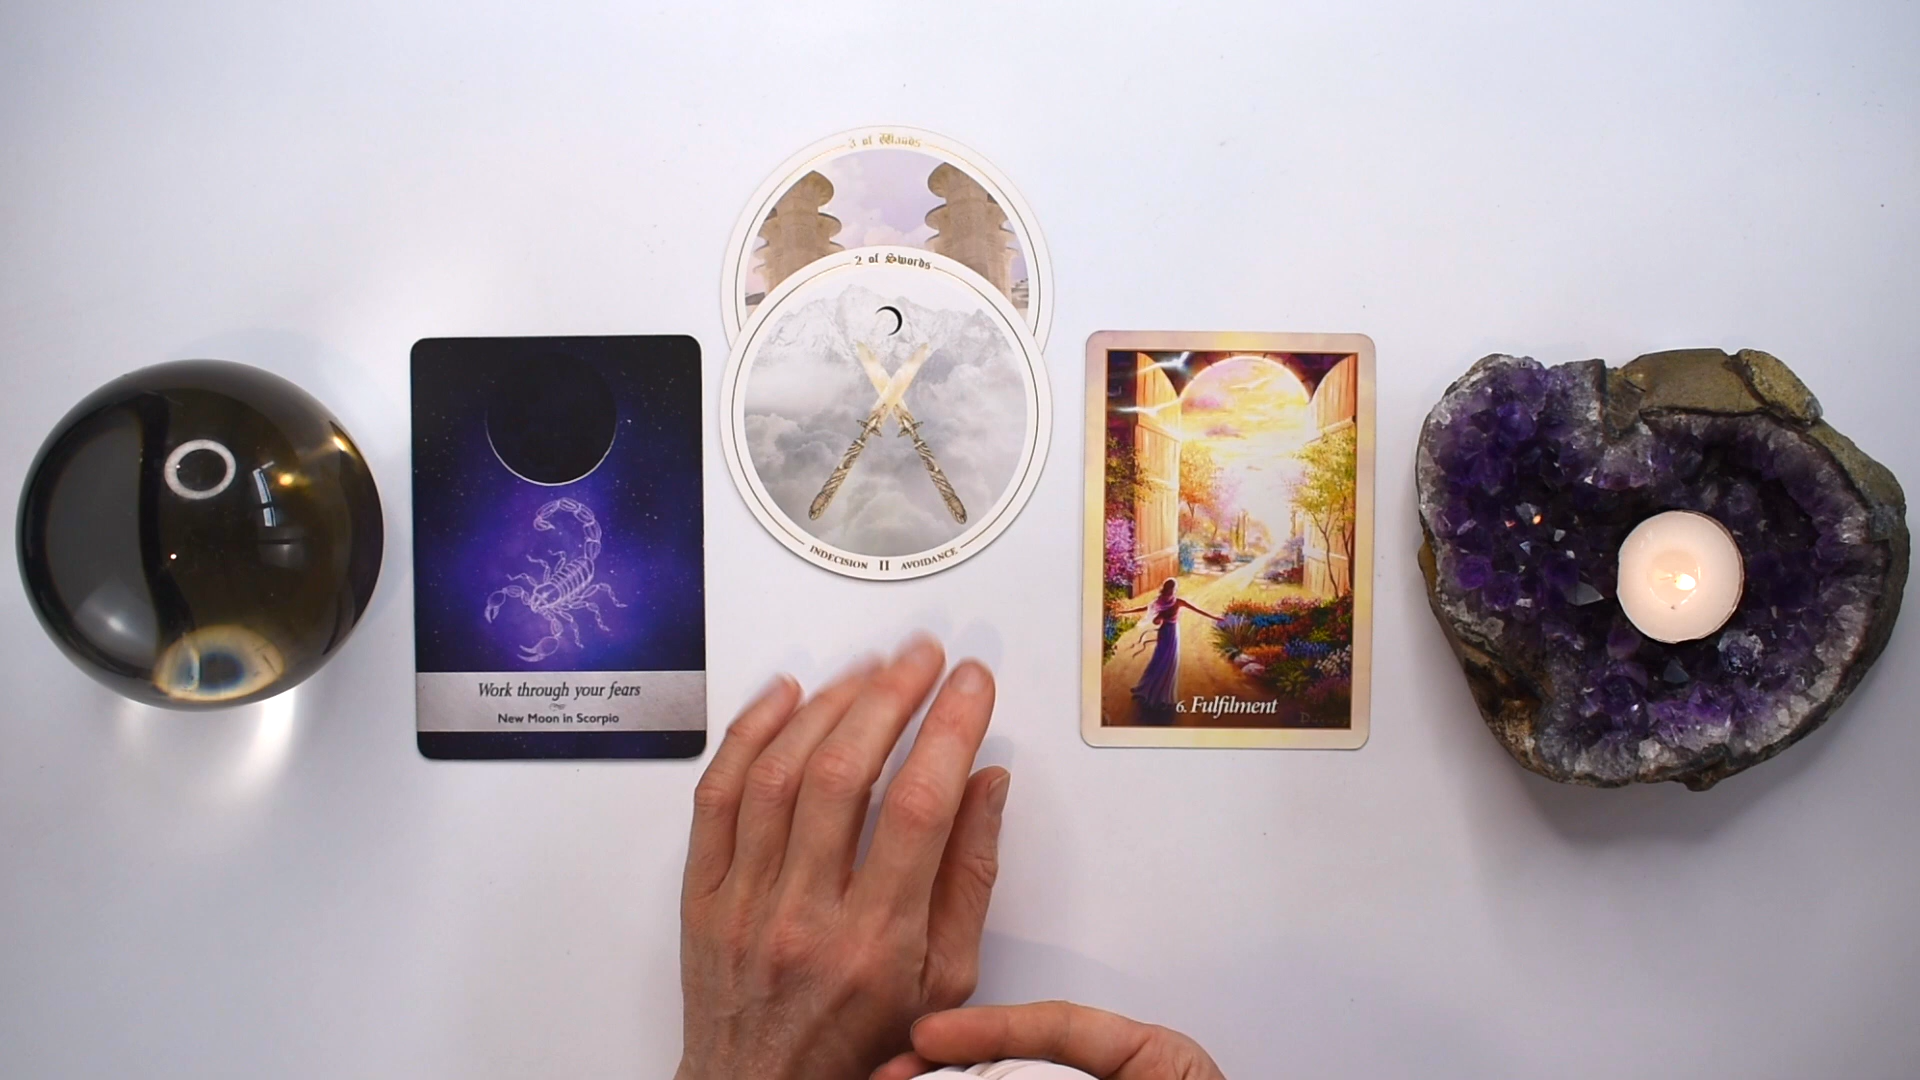 3 of Wands
2 of Swords
INDECISION II AVOIDANCE
Work through your fears
New Moon in Scorpio
6. Fulfilment